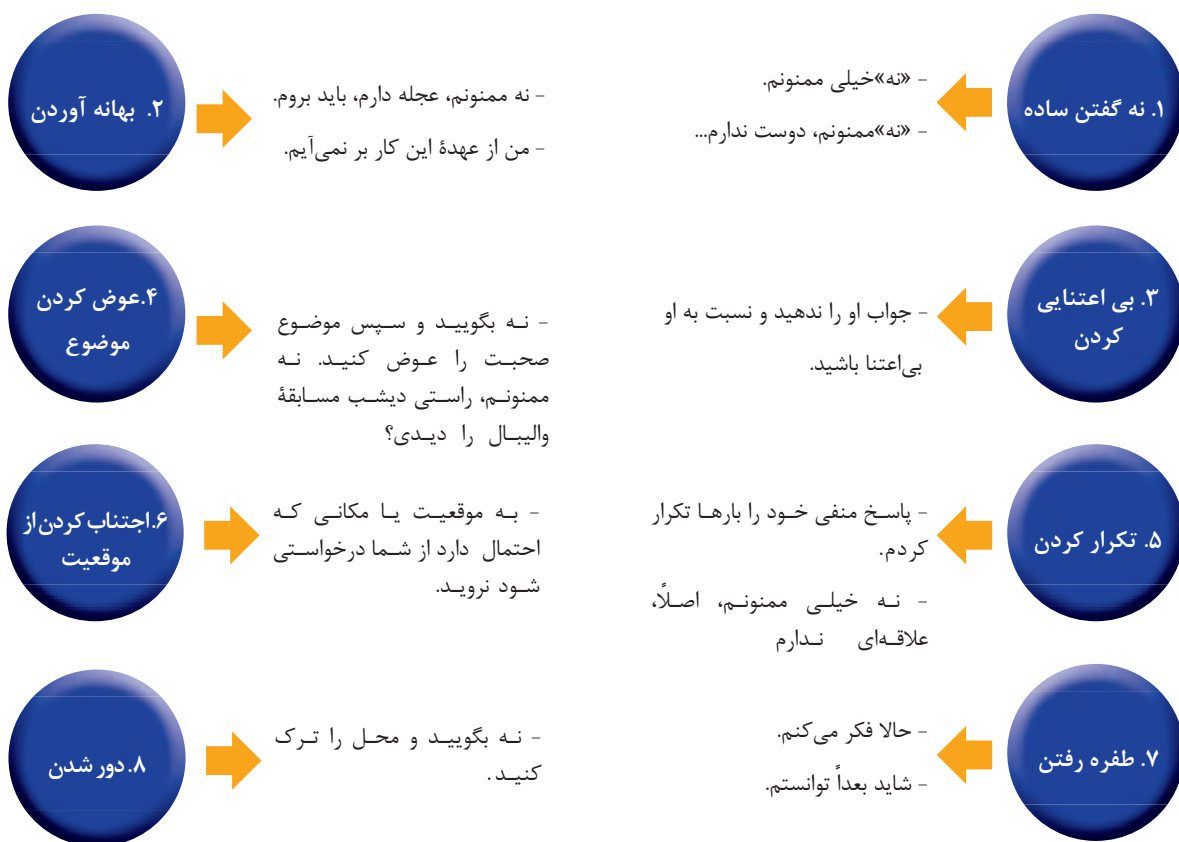 ۱. نه گفتن ساده
- «نه»خیلی ممنونم.
- «نه»ممنونم، دوست ندارم...
۲. بهانه آوردن
- نه ممنونم، عجله دارم، باید بروم.
- من از عهدهٔ این کار بر نمی‌آیم.
۳. بی اعتنایی
کردن
- جواب او را ندهید و نسبت به او
بی‌اعتنا باشید.
۴.عوض کردن
موضوع
- نـه بگوییـد و سـپس موضـوع
صحبـت را عـوض کنیـد. نـه
ممنونـم، راسـتی دیشـب مسـابقهٔ
والیبـال را دیـدی؟
۵. تکرار کردن
- پاسـخ منفی خـود را بارهـا تکرار
کردم.
- نـه خیلـی ممنونـم، اصـلاً،
علاقـه‌ای نـدارم
۶.اجتناب کردن از
موقعیت
- بـه موقعیـت یـا مکانـی کـه
احتمال دارد از شـما درخواسـتی
شـود نرویـد.
۷. طفره رفتن
- حالا فکر می‌کنم.
- شاید بعداً توانستم.
۸.دور شدن
- نـه بگوییـد و محـل را تـرک
کنیـد.